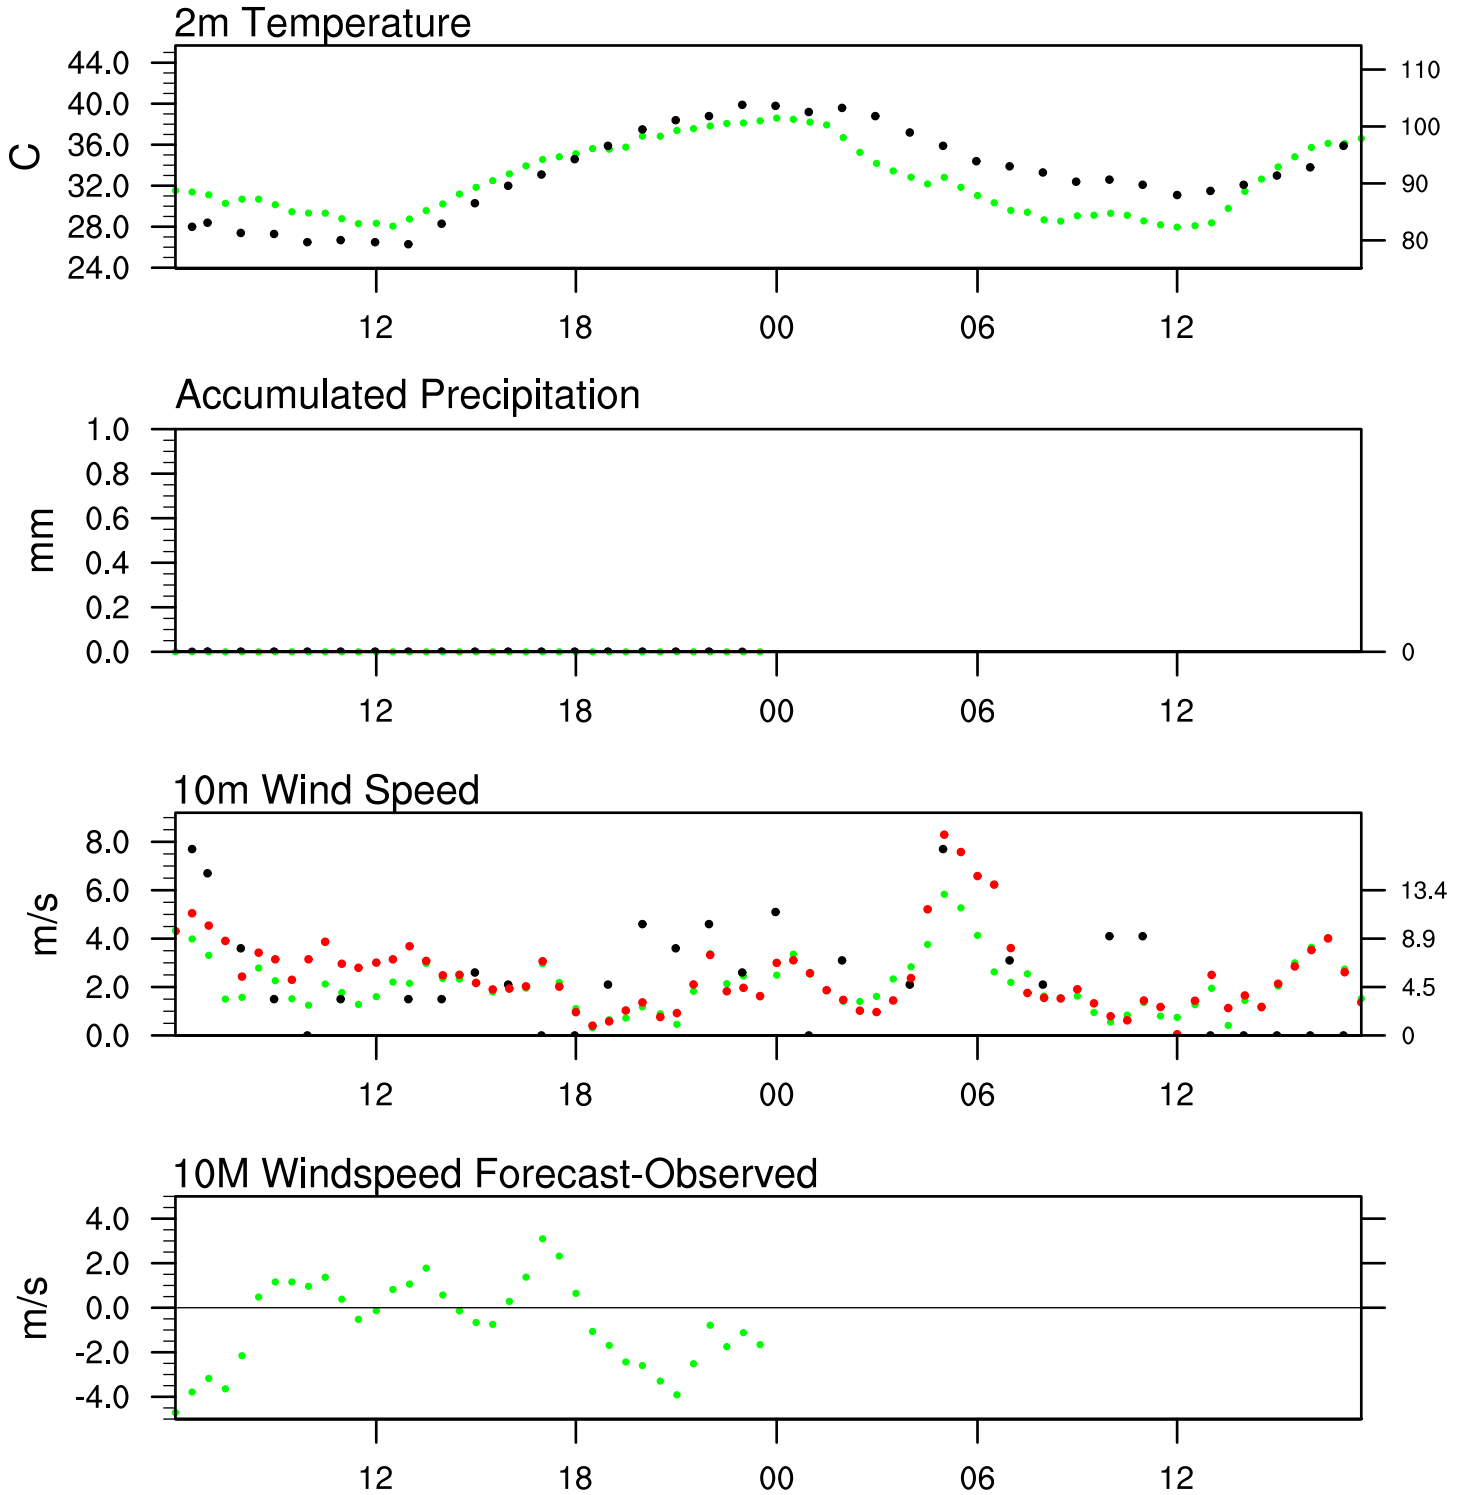 2m Temperature
44.0
40.0
36.0
32.0
28.0
24.0
C
110
100
90
80
12 18 00 06 12
Accumulated Precipitation
1.0
0.8
0.6
0.4
0.2
0.0
mm
0
12 18 00 06 12
10m Wind Speed
8.0
6.0
4.0
2.0
0.0
m/s
13.4
8.9
4.5
0
12 18 00 06 12
10M Windspeed Forecast-Observed
4.0
2.0
0.0
-2.0
-4.0
m/s
12 18 00 06 12